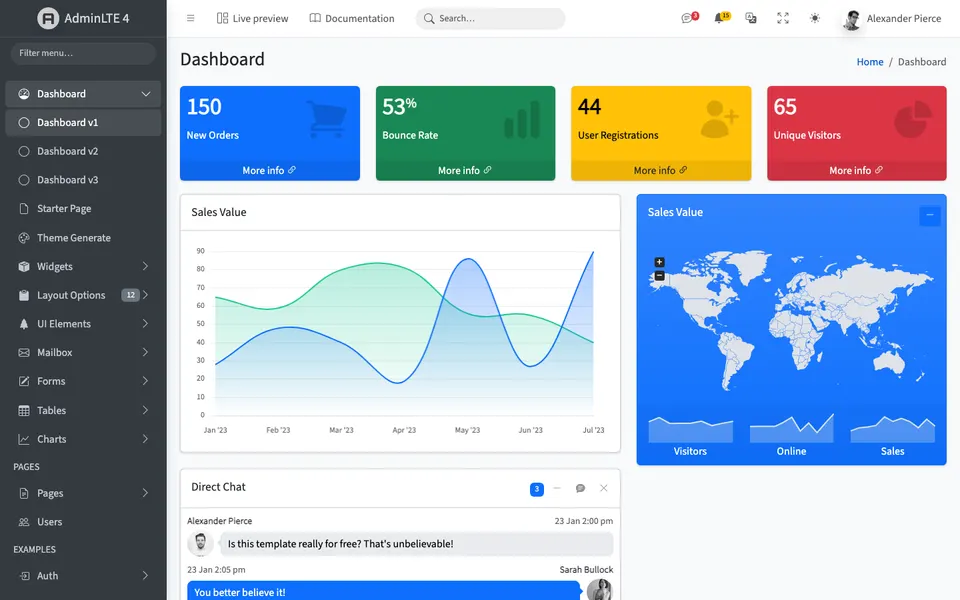 AdminLTE 4
Live preview
Documentation
Search...
3
15
Alexander Pierce
Filter menu...
Dashboard
Dashboard v1
Dashboard v2
Dashboard v3
Starter Page
Theme Generate
Widgets
Layout Options 12
UI Elements
Mailbox
Forms
Tables
Charts
PAGES
Pages
Users
EXAMPLES
Auth
Dashboard
Home / Dashboard
150
New Orders
More info
53%
Bounce Rate
More info
44
User Registrations
More info
65
Unique Visitors
More info
Sales Value
90
80
70
60
50
40
30
20
10
0
Jan '23 Feb '23 Mar '23 Apr '23 May '23 Jun '23 Jul '23
Sales Value
+
−
Visitors
Online
Sales
Direct Chat
3
Alexander Pierce 23 Jan 2:00 pm
Is this template really for free? That's unbelievable!
23 Jan 2:05 pm Sarah Bullock
You better believe it!